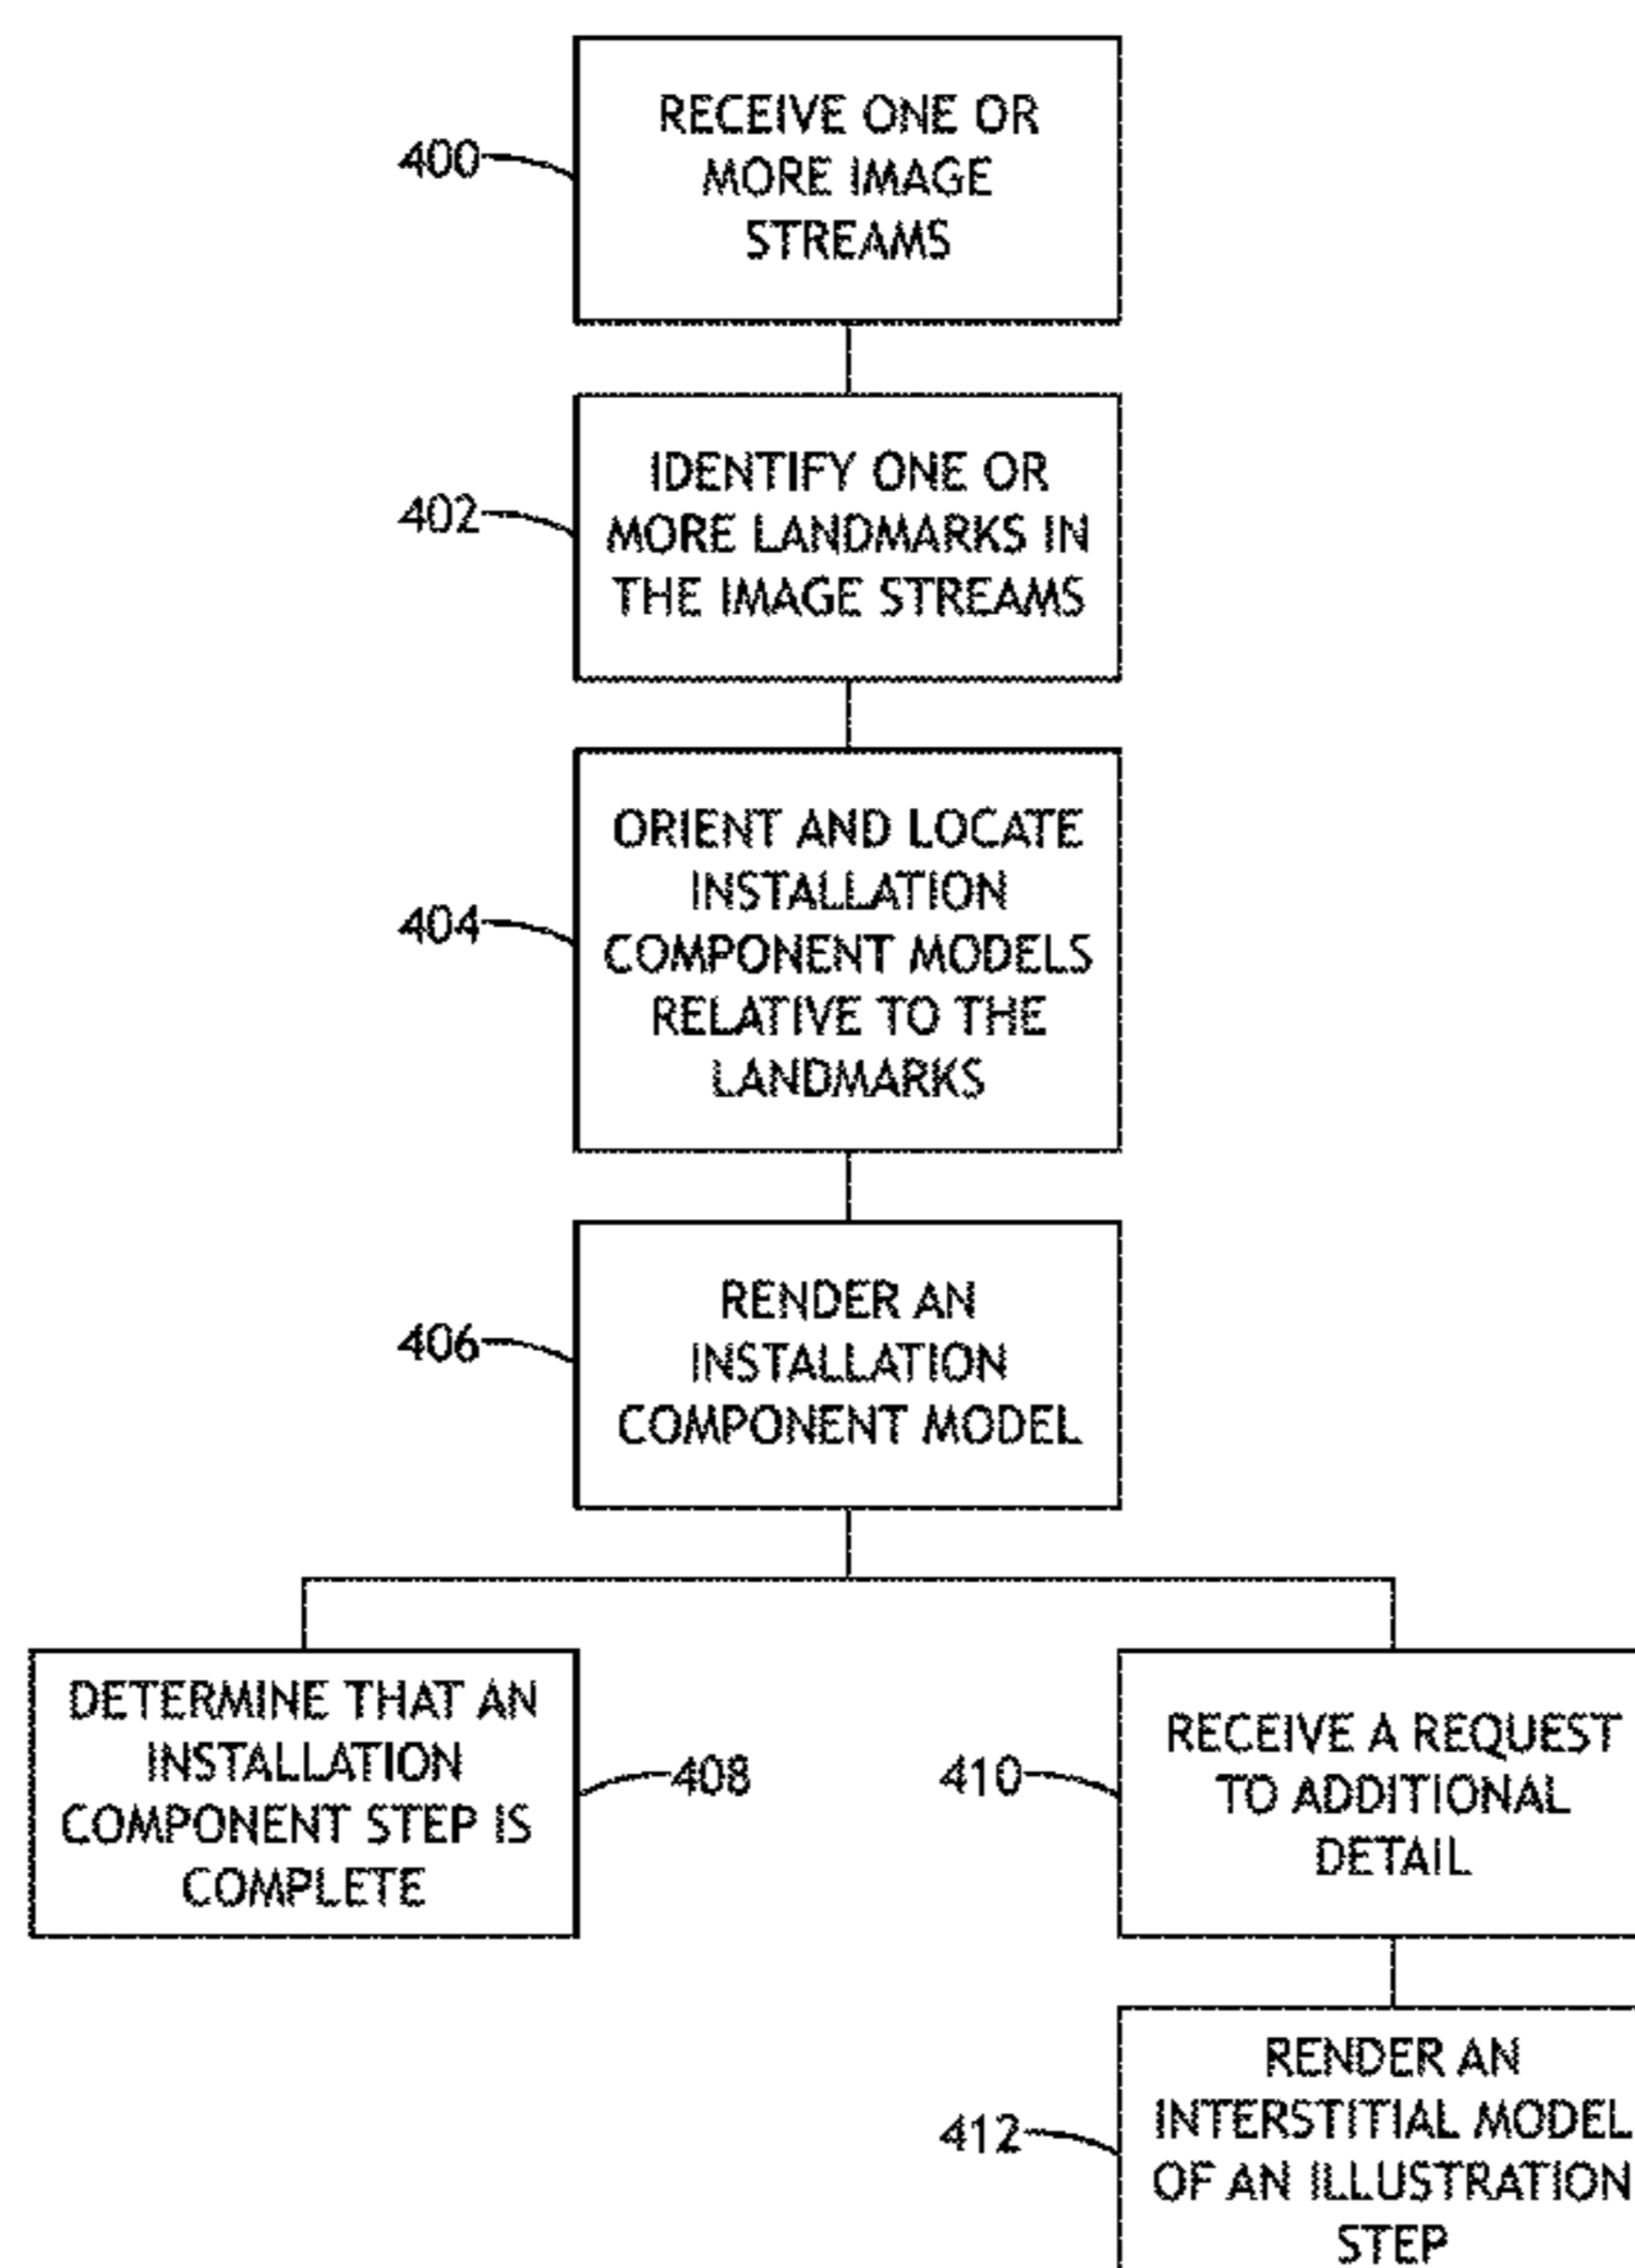 400
RECEIVE ONE OR
MORE IMAGE
STREAMS
402
IDENTIFY ONE OR
MORE LANDMARKS IN
THE IMAGE STREAMS
404
ORIENT AND LOCATE
INSTALLATION
COMPONENT MODELS
RELATIVE TO THE
LANDMARKS
406
RENDER AN
INSTALLATION
COMPONENT MODEL
DETERMINE THAT AN
INSTALLATION
COMPONENT STEP IS
COMPLETE
408
410
RECEIVE A REQUEST
TO ADDITIONAL
DETAIL
412
RENDER AN
INTERSTITIAL MODEL
OF AN ILLUSTRATION
STEP